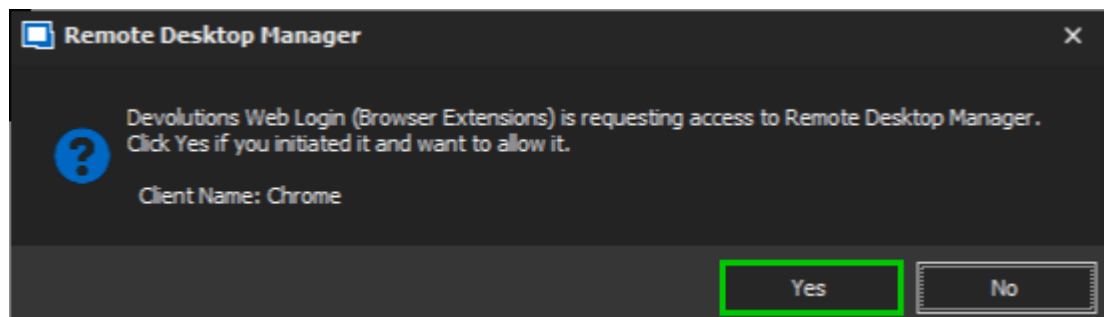 Remote Desktop Manager
Devolutions Web Login (Browser Extensions) is requesting access to Remote Desktop Manager.
Click Yes if you initiated it and want to allow it.
Client Name: Chrome
Yes
No